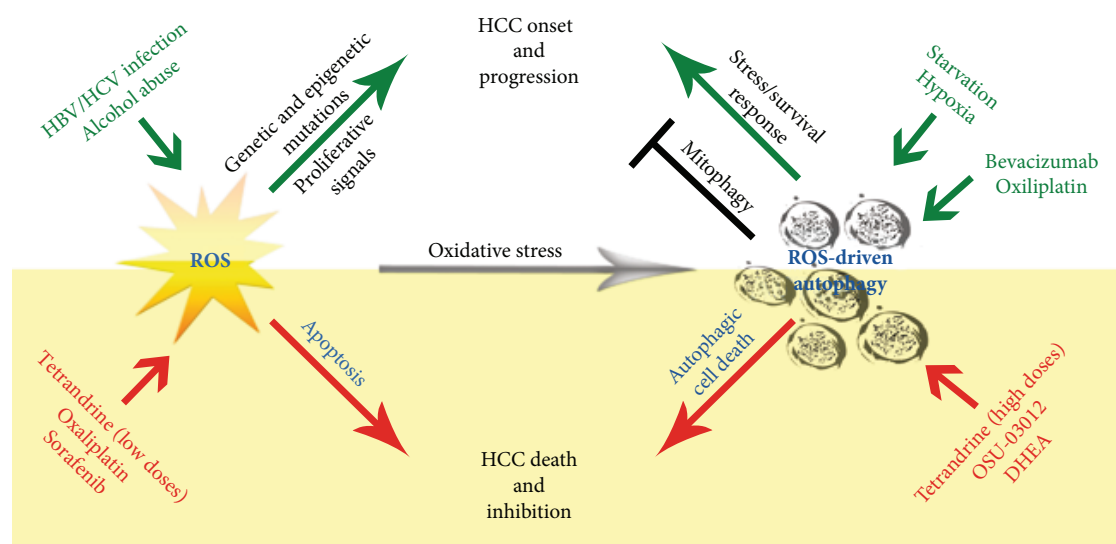 HCC onset
and
progression
HBV/HCV infection
Alcohol abuse
Genetic and epigenetic
mutations
Proliferative
signals
Stress/survival
response
Mitophagy
Starvation
Hypoxia
Bevacizumab
Oxiliplatin
ROS
Oxidative stress
ROS-driven
autophagy
Apoptosis
Autophagic
cell death
Tetrandrine (low doses)
Oxaliplatin
Sorafenib
HCC death
and
inhibition
Tetrandrine (high doses)
OSU-03012
DHEA